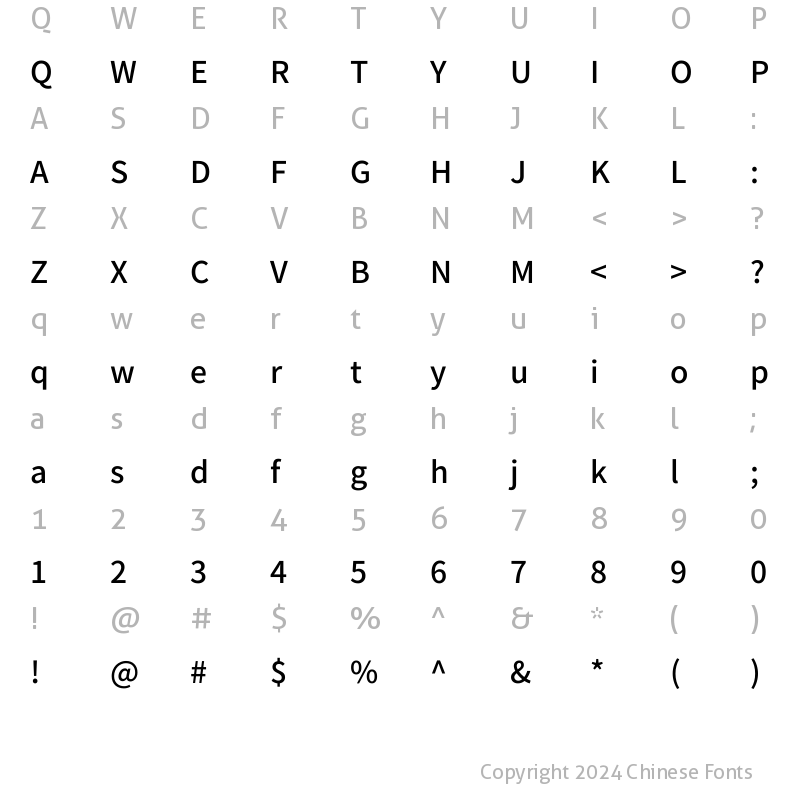 Q W E R T Y U I O P
Q W E R T Y U I O P
A S D F G H J K L :
A S D F G H J K L :
Z X C V B N M < > ?
Z X C V B N M < > ?
q w e r t y u i o p
q w e r t y u i o p
a s d f g h j k l ;
a s d f g h j k l ;
1 2 3 4 5 6 7 8 9 0
1 2 3 4 5 6 7 8 9 0
! @ # $ % ^ & * ( )
! @ # $ % ^ & * ( )
Copyright 2024 Chinese Fonts